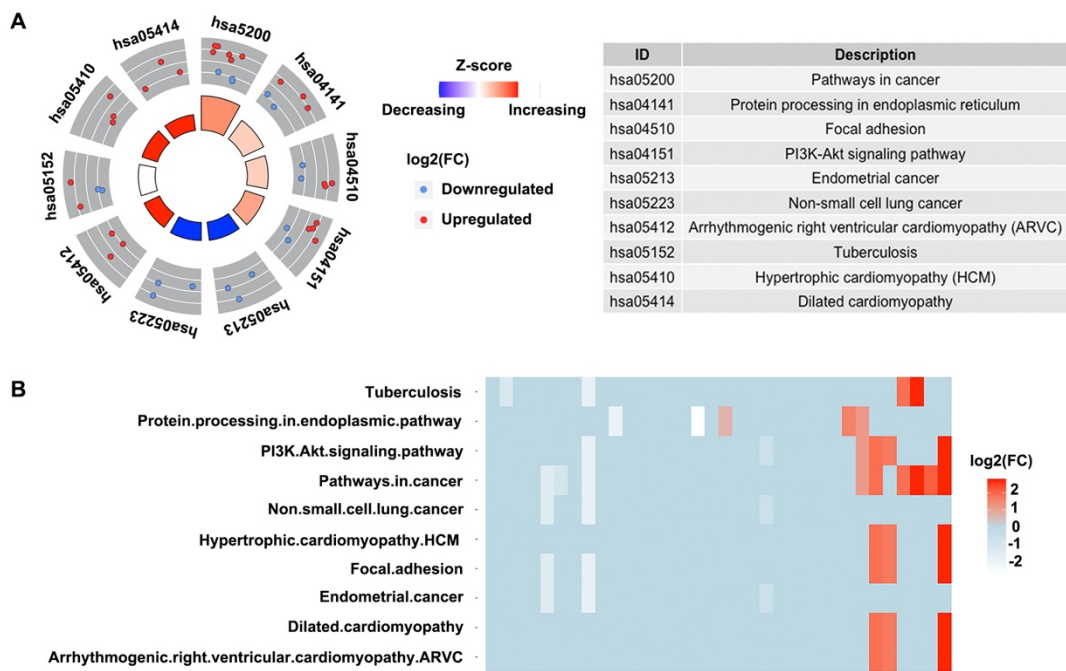 A
hsa5200
hsa04141
hsa04510
hsa04151
hsa05213
hsa05223
hsa05412
hsa05152
hsa05410
hsa05414
Z-score
Decreasing Increasing
log2(FC)
Downregulated
Upregulated
ID Description
hsa05200 Pathways in cancer
hsa04141 Protein processing in endoplasmic reticulum
hsa04510 Focal adhesion
hsa04151 PI3K-Akt signaling pathway
hsa05213 Endometrial cancer
hsa05223 Non-small cell lung cancer
hsa05412 Arrhythmogenic right ventricular cardiomyopathy (ARVC)
hsa05152 Tuberculosis
hsa05410 Hypertrophic cardiomyopathy (HCM)
hsa05414 Dilated cardiomyopathy
B
Tuberculosis
Protein.processing.in.endoplasmic.pathway
PI3K.Akt.signaling.pathway
Pathways.in.cancer
Non.small.cell.lung.cancer
Hypertrophic.cardiomyopathy.HCM
Focal.adhesion
Endometrial.cancer
Dilated.cardiomyopathy
Arrhythmogenic.right.ventricular.cardiomyopathy.ARVC
log2(FC)
2
1
0
-1
-2